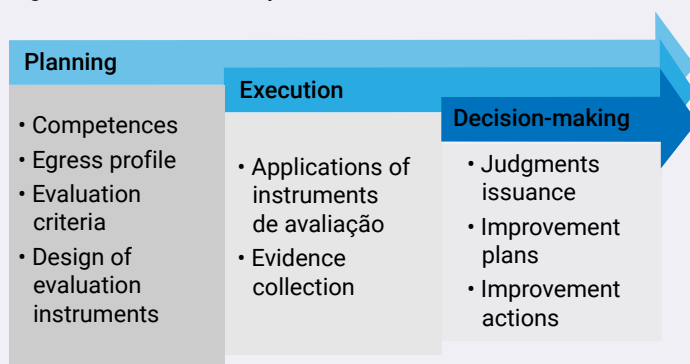 Planning
• Competences
• Egress profile
• Evaluation
criteria
• Design of
evaluation
instruments
Execution
• Applications of
instruments
de avaliação
• Evidence
collection
Decision-making
• Judgments
issuance
• Improvement
plans
• Improvement
actions